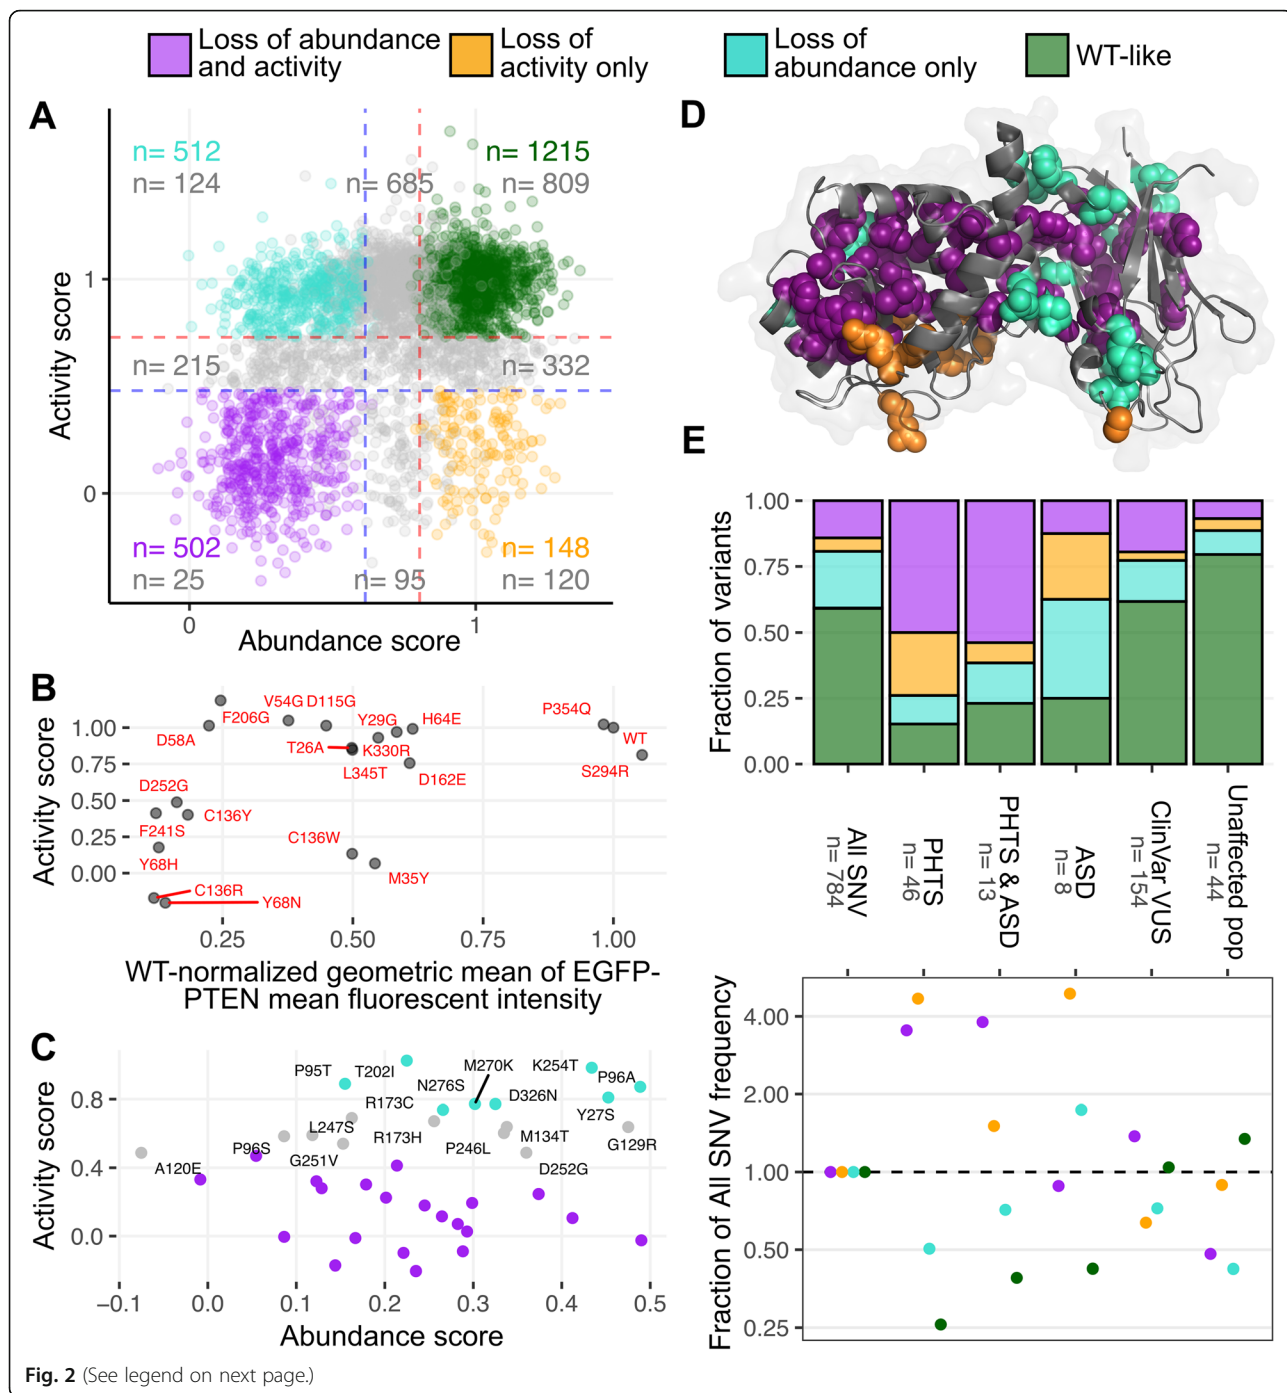 Loss of abundance
and activity
Loss of
activity only
Loss of
abundance only
WT-like
A
n= 512
n= 124
n= 685
n= 1215
n= 809
n= 215
n= 332
n= 502
n= 25
n= 95
n= 148
n= 120
1
0
Activity score
0
1
Abundance score
B
V54G D115G
F206G
D58A
T26A
Y29G
H64E
K330R
L345T
D162E
P354Q
WT
S294R
D252G
C136Y
F241S
Y68H
C136W
M35Y
C136R
Y68N
1.00
0.75
0.50
0.25
0.00
Activity score
0.25
0.50
0.75
1.00
WT-normalized geometric mean of EGFP-
PTEN mean fluorescent intensity
C
P95T
T202I
M270K
K254T
P96A
N276S
D326N
Y27S
R173C
L247S
R173H
P246L
M134T
G129R
P96S
G251V
D252G
A120E
0.8
0.4
0.0
Activity score
−0.1
0.0
0.1
0.2
0.3
0.4
0.5
Abundance score
D
E
1.00
0.75
0.50
0.25
0.00
Fraction of variants
All SNV
n= 784
PHTS
n= 46
PHTS & ASD
n= 13
ASD
n= 8
ClinVar VUS
n= 154
Unaffected pop
n= 44
4.00
2.00
1.00
0.50
0.25
Fraction of All SNV frequency
Fig. 2 (See legend on next page.)